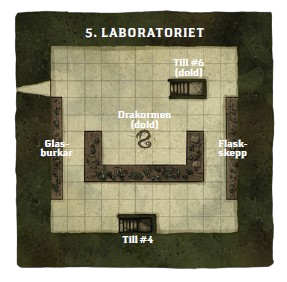 5. LABORATORIET
Till #6
(dold)
Drakormen
(dold)
Glas-
burkar
Flask-
skepp
Till #4